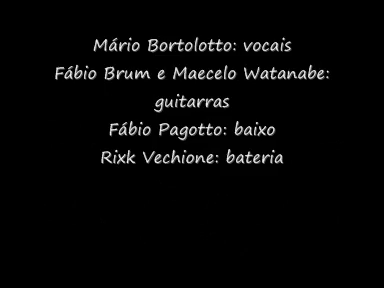 Mário Bortolotto: vocais
Fábio Brum e Maecelo Watanabe:
guitarras
Fábio Pagotto: baixo
Rixk Vechione: bateria